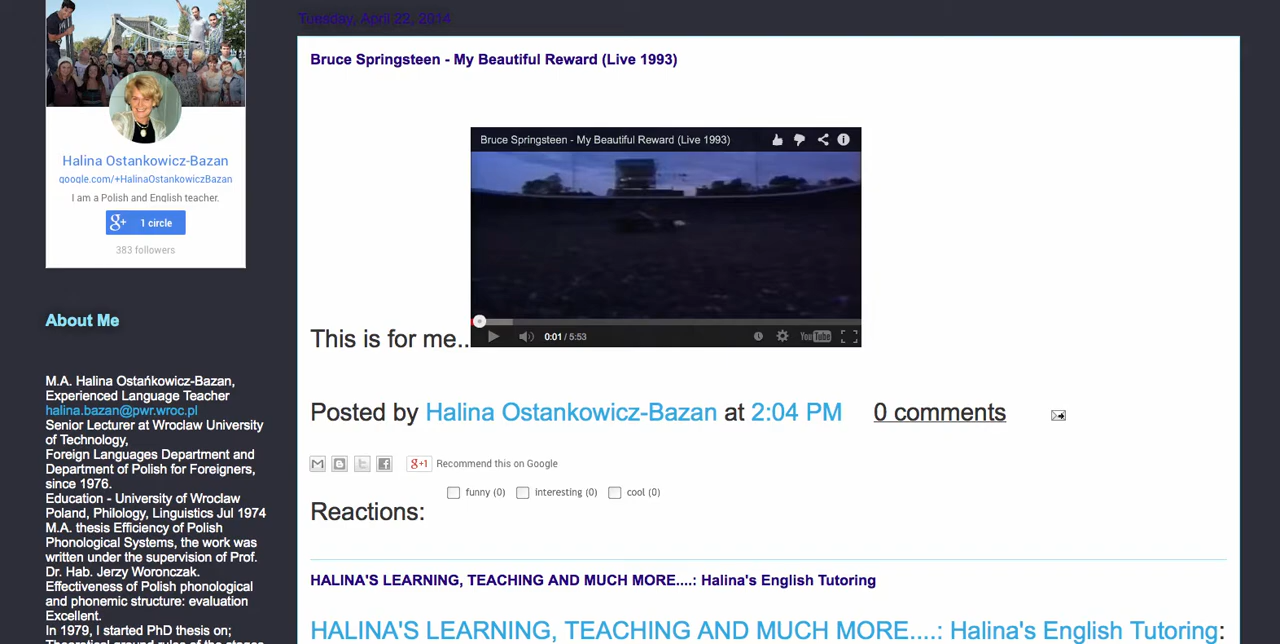 Tuesday, April 22, 2014
Halina Ostankowicz-Bazan
google.com/+HalinaOstankowiczBazan
I am a Polish and English teacher.
g+ 1 circle
383 followers
About Me
M.A. Halina Ostańkowicz-Bazan,
Experienced Language Teacher
halina.bazan@pwr.wroc.pl
Senior Lecturer at Wroclaw University
of Technology,
Foreign Languages Department and
Department of Polish for Foreigners,
since 1976.
Education - University of Wroclaw
Poland, Philology, Linguistics Jul 1974
M.A. thesis Efficiency of Polish
Phonological Systems, the work was
written under the supervision of Prof.
Dr. Hab. Jerzy Woronczak.
Effectiveness of Polish phonological
and phonemic structure: evaluation
Excellent.
In 1979, I started PhD thesis on;
Theoretical ground rules of the stages
Bruce Springsteen - My Beautiful Reward (Live 1993)
Bruce Springsteen - My Beautiful Reward (Live 1993)
0:01 / 5:53
YouTube
This is for me..
Posted by Halina Ostankowicz-Bazan at 2:04 PM 0 comments
g+1 Recommend this on Google
funny (0) interesting (0) cool (0)
Reactions:
HALINA'S LEARNING, TEACHING AND MUCH MORE....: Halina's English Tutoring
HALINA'S LEARNING, TEACHING AND MUCH MORE....: Halina's English Tutoring: